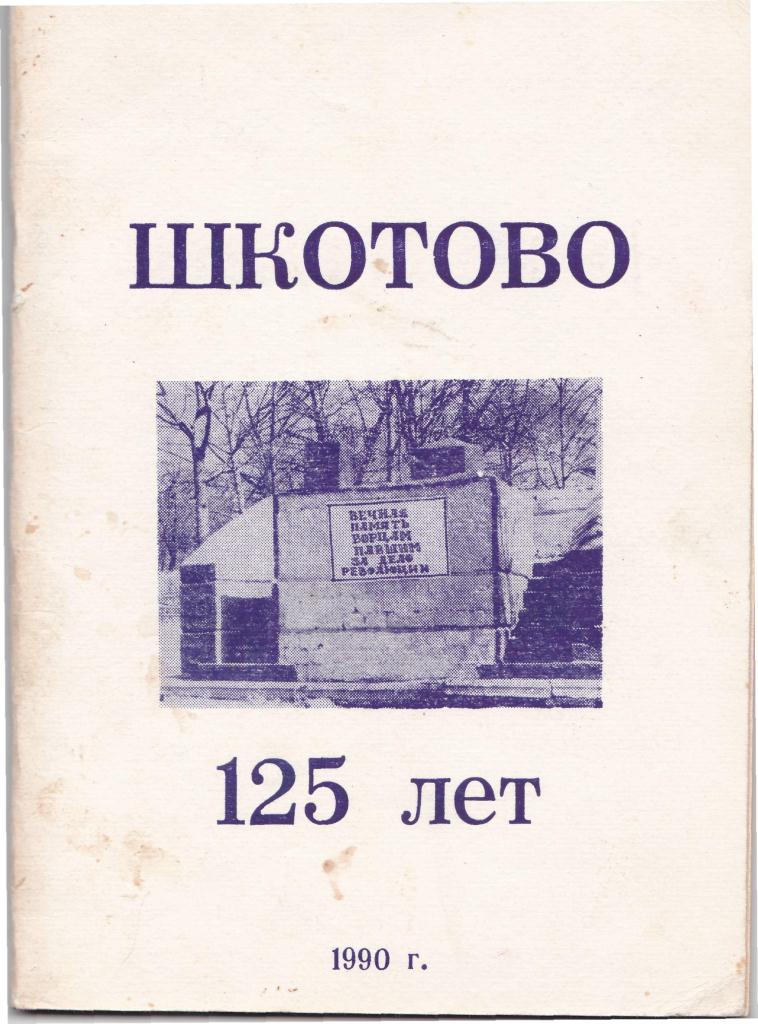 ШКОТОВО
ВЕЧНАЯ
ПАМЯТЬ
БОРЦАМ
ПАВШИМ
ЗА ДЕЛО
РЕВОЛЮЦИИ
125 лет
1990 г.